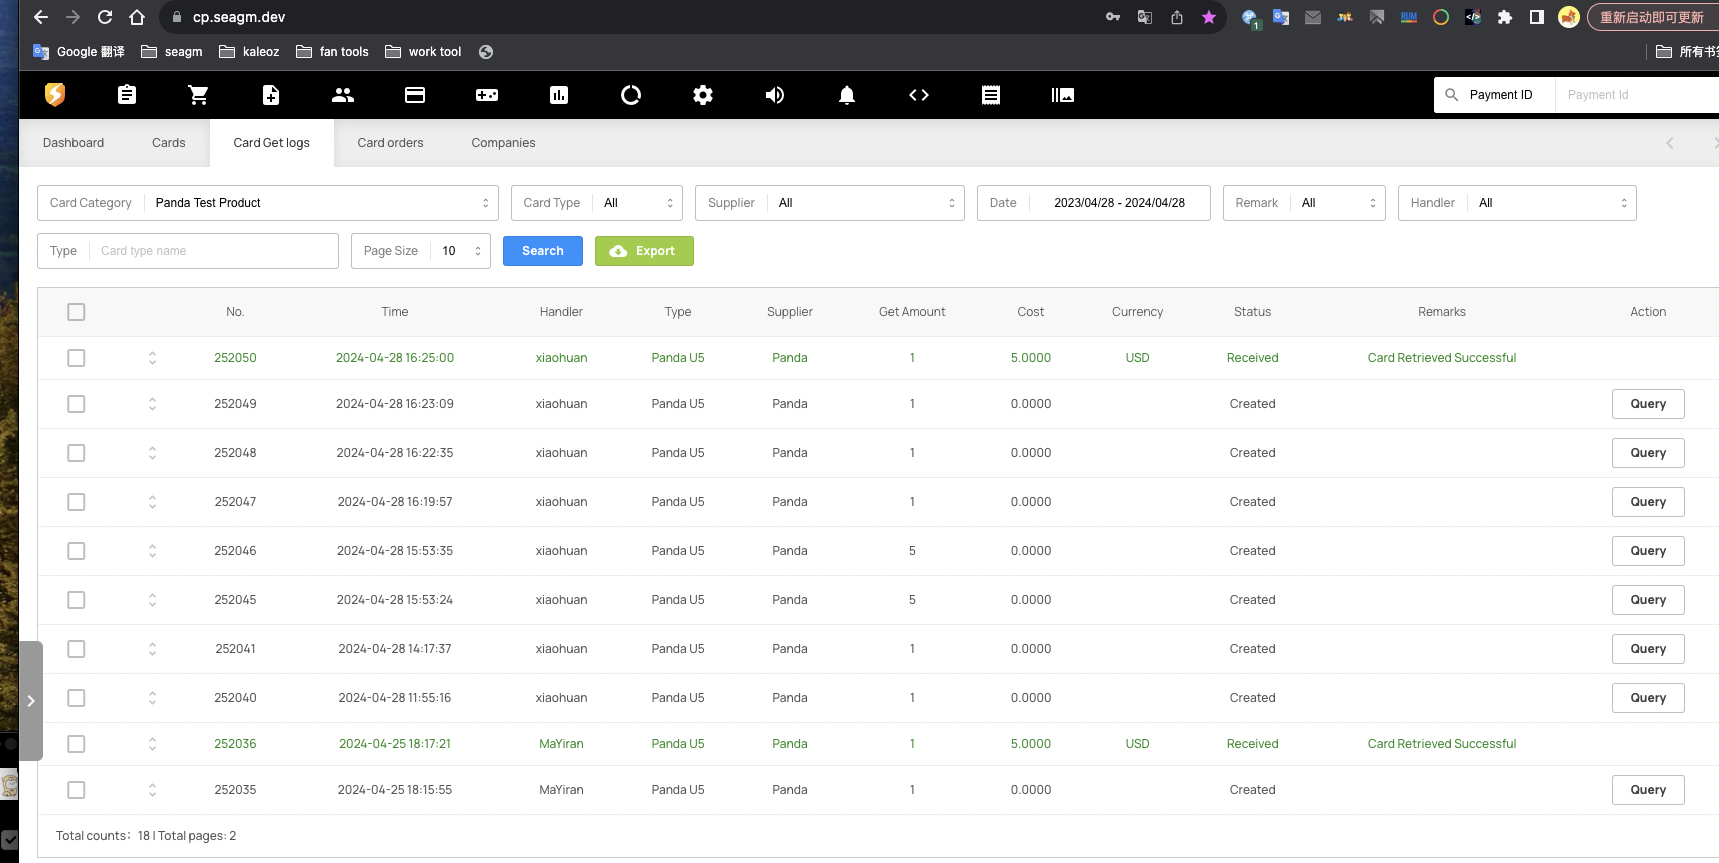 cp.seagm.dev
1
重新启动即可更新
Google 翻译 seagm kaleoz fan tools work tool
Payment ID Payment Id
Dashboard Cards Card Get logs Card orders Companies
Card Category Panda Test Product Card Type All Supplier All Date 2023/04/28 - 2024/04/28 Remark All Handler All
Type Card type name Page Size 10 Search Export
No. Time Handler Type Supplier Get Amount Cost Currency Status Remarks Action
252050 2024-04-28 16:25:00 xiaohuan Panda U5 Panda 1 5.0000 USD Received Card Retrieved Successful
252049 2024-04-28 16:23:09 xiaohuan Panda U5 Panda 1 0.0000 Created Query
252048 2024-04-28 16:22:35 xiaohuan Panda U5 Panda 1 0.0000 Created Query
252047 2024-04-28 16:19:57 xiaohuan Panda U5 Panda 1 0.0000 Created Query
252046 2024-04-28 15:53:35 xiaohuan Panda U5 Panda 5 0.0000 Created Query
252045 2024-04-28 15:53:24 xiaohuan Panda U5 Panda 5 0.0000 Created Query
252041 2024-04-28 14:17:37 xiaohuan Panda U5 Panda 1 0.0000 Created Query
252040 2024-04-28 11:55:16 xiaohuan Panda U5 Panda 1 0.0000 Created Query
252036 2024-04-25 18:17:21 MaYiran Panda U5 Panda 1 5.0000 USD Received Card Retrieved Successful
252035 2024-04-25 18:15:55 MaYiran Panda U5 Panda 1 0.0000 Created Query
Total counts: 18 | Total pages: 2